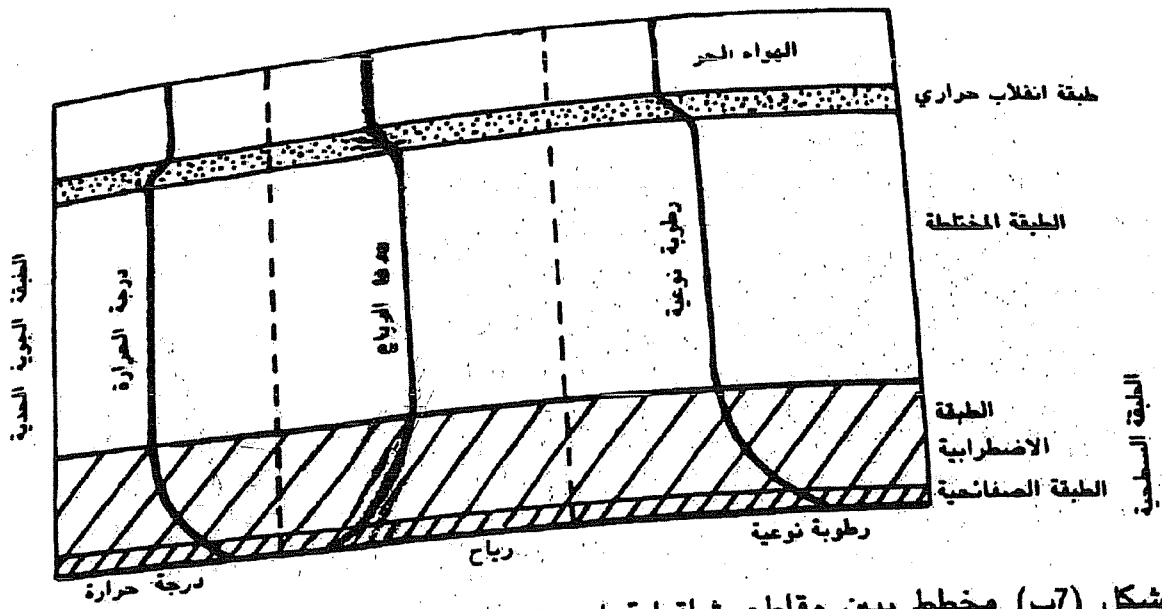 الهواء الحر
طبقة انقلاب حراري
الطبقة المختلطة
درجة الحرارة
الرياح
رطوبة نوعية
الطبقة الجوية الحدية
الطبقة
الاضطرابية
الطبقة الصفائحية
الطبقة السطحية
درجة حرارة
رياح
رطوبة نوعية
شكل (7ب) مخطط يبين مقاطع